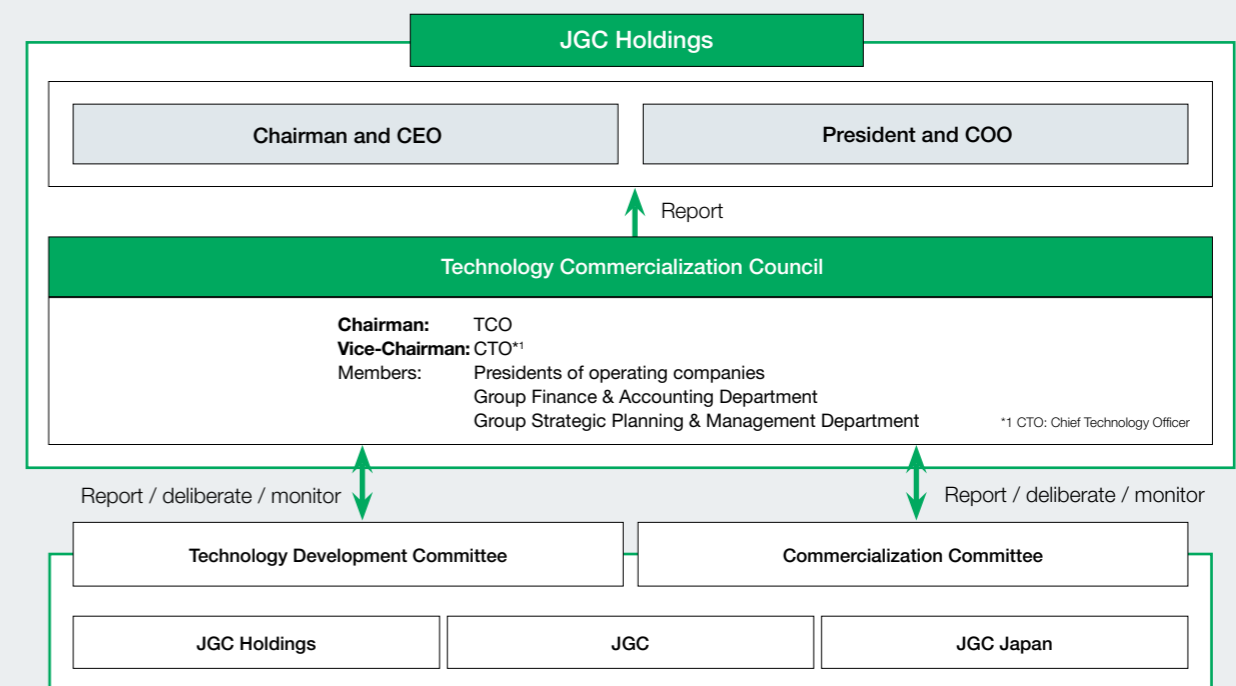 JGC Holdings
Chairman and CEO
President and COO
Report
Technology Commercialization Council
Chairman: TCO
Vice-Chairman: CTO*1
Members: Presidents of operating companies
Group Finance & Accounting Department
Group Strategic Planning & Management Department
*1 CTO: Chief Technology Officer
Report / deliberate / monitor
Report / deliberate / monitor
Technology Development Committee
Commercialization Committee
JGC Holdings
JGC
JGC Japan